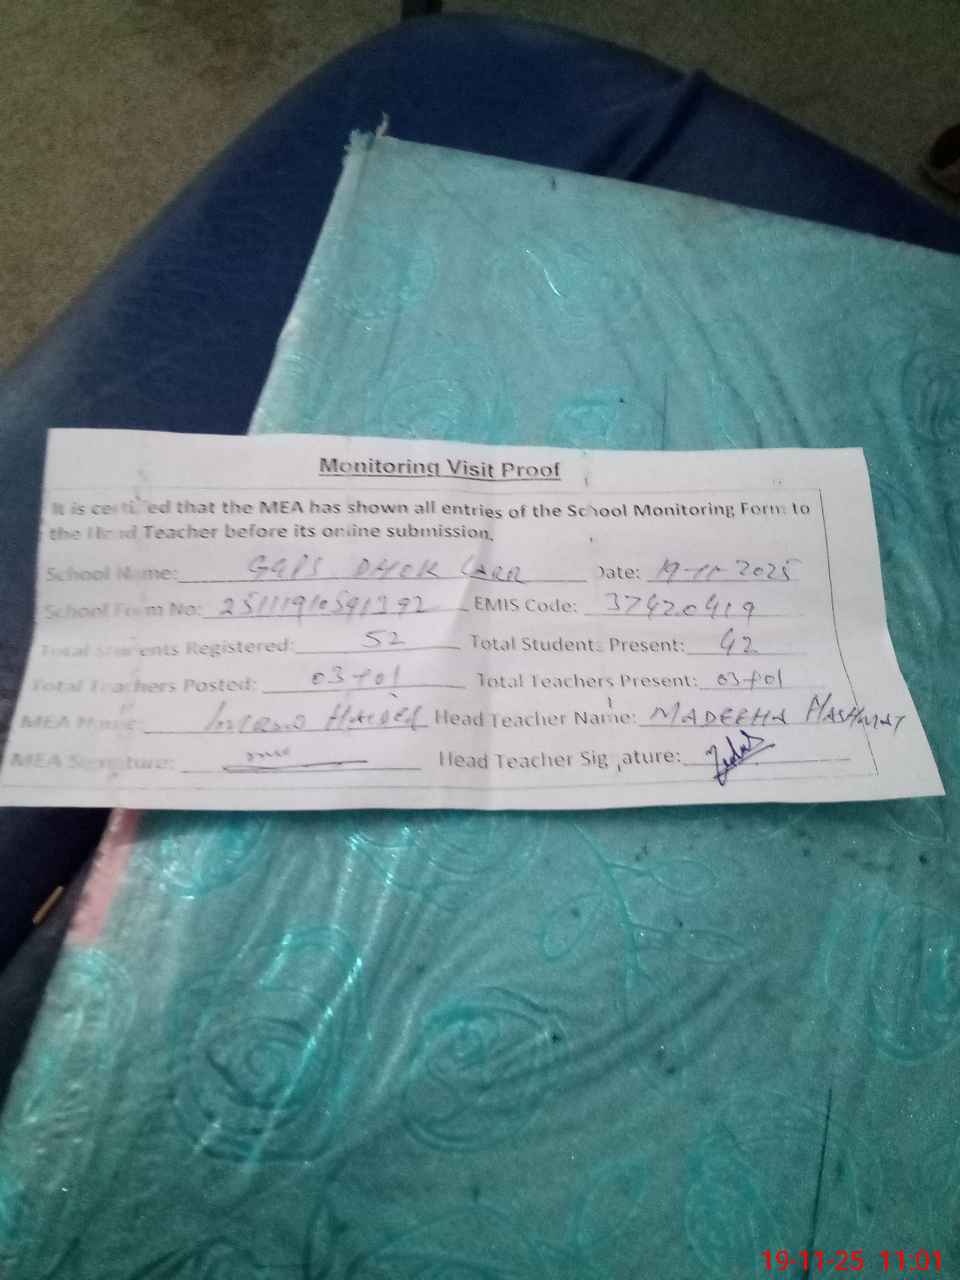 Monitoring Visit Proof
It is certified that the MEA has shown all entries of the School Monitoring Form to
the Head Teacher before its online submission.
School Name: GGPS DHOK Date: 19-11-2025
School Form No: EMIS Code: 37420419
Total Students Registered: 52 Total Students Present: 42
Total Teachers Posted: 03+01 Total Teachers Present: 03+01
MEA Name: HAIDER Head Teacher Name: MADEEHA HASHMAT
MEA Signature: Head Teacher Signature:
19-11-25 11:01